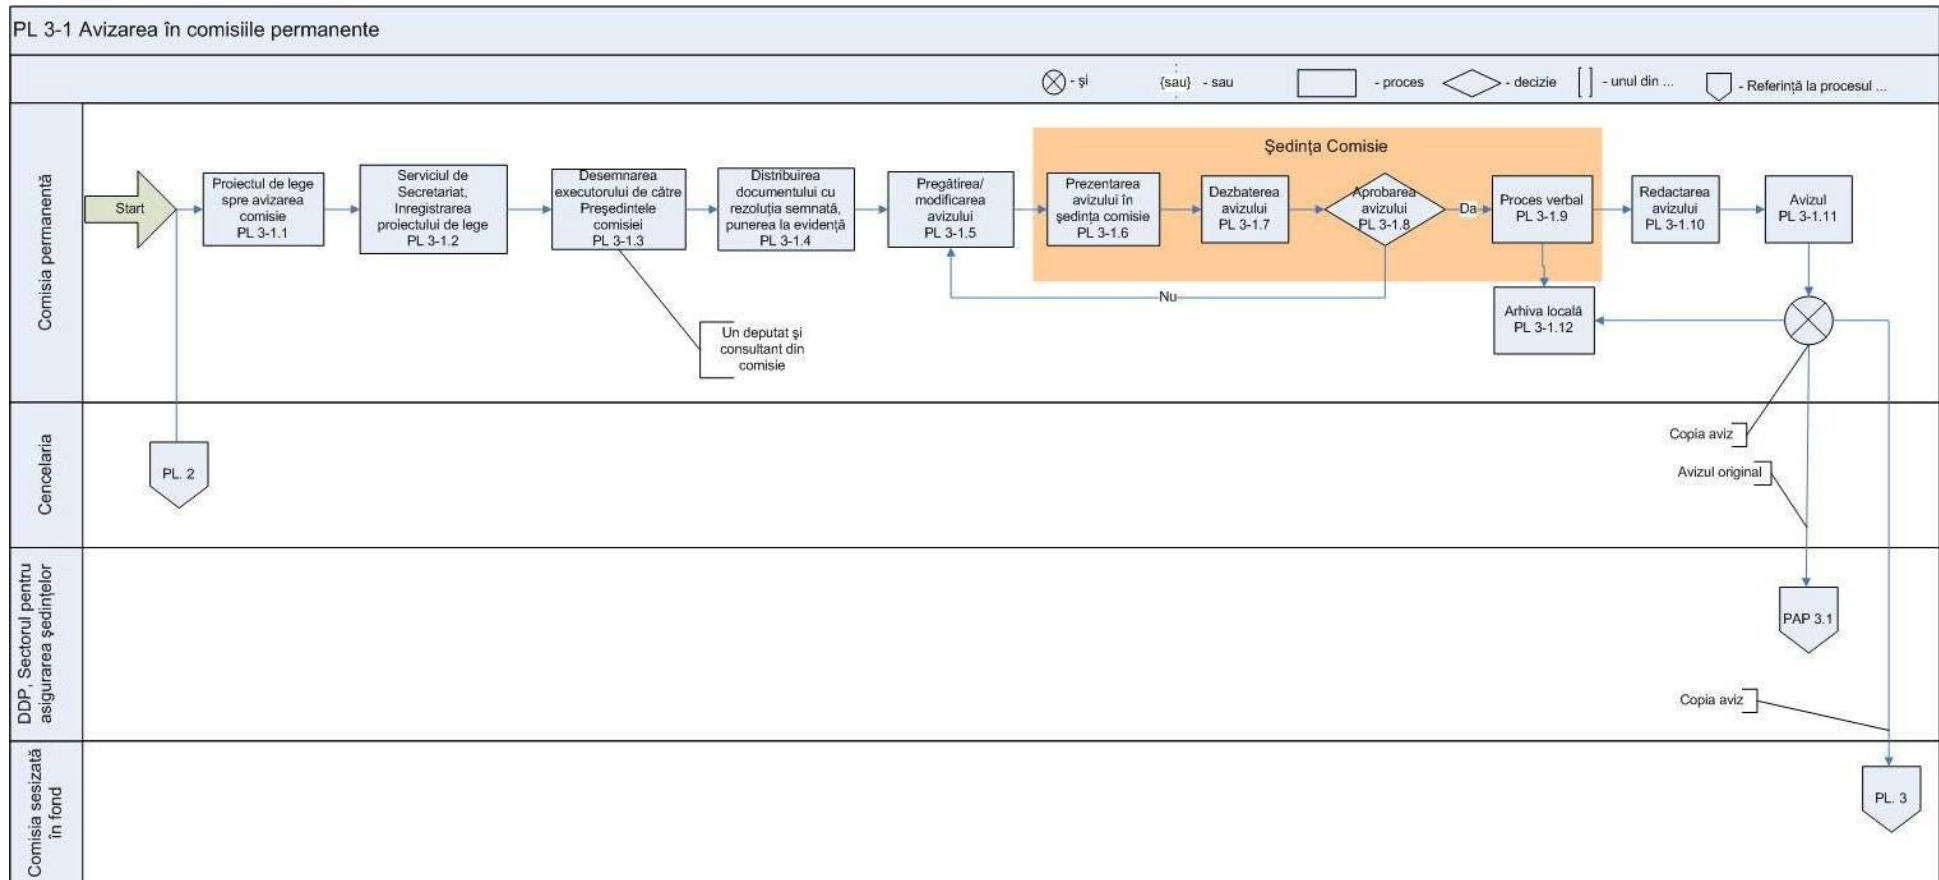 PL 3-1 Avizarea în comisiile permanente
- și
{sau} - sau
- proces
- decizie
- unul din ...
- Referință la procesul ...
Comisia permanentă
Start
Proiectul de lege
spre avizarea
comisie
PL 3-1.1
Serviciul de
Secretariat,
Inregistrarea
proiectului de lege
PL 3-1.2
Desemnarea
executorului de către
Președintele
comisiei
PL 3-1.3
Distribuirea
documentului cu
rezoluția semnată,
punerea la evidență
PL 3-1.4
Pregătirea/
modificarea
avizului
PL 3-1.5
Ședința Comisie
Prezentarea
avizului în
ședința comisie
PL 3-1.6
Dezbaterea
avizului
PL 3-1.7
Aprobarea
avizului
PL 3-1.8
Da
Proces verbal
PL 3-1.9
Redactarea
avizului
PL 3-1.10
Avizul
PL 3-1.11
Nu
Arhiva locală
PL 3-1.12
Un deputat și
consultant din
comisie
Cencelaria
PL. 2
Copia aviz
Avizul original
DDP, Sectorul pentru
asigurarea ședințelor
PAP 3.1
Copia aviz
Comisia sesizată
în fond
PL. 3